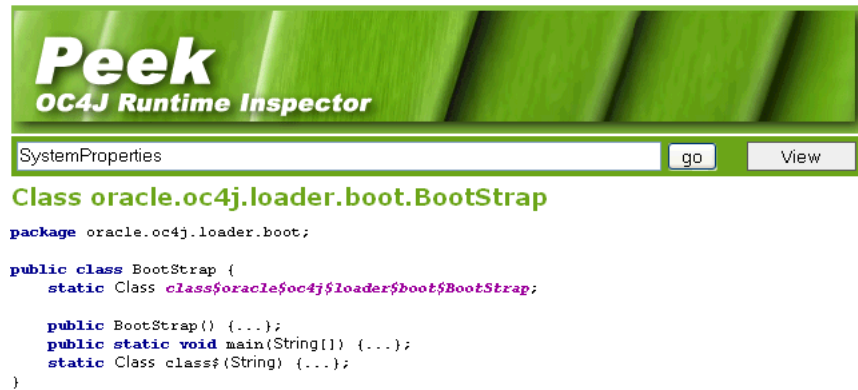 Peek
OC4J Runtime Inspector
SystemProperties go View
Class oracle.oc4j.loader.boot.BootStrap
package oracle.oc4j.loader.boot;
public class BootStrap {
    static Class class$oracle$oc4j$loader$boot$BootStrap;
    public BootStrap() {...};
    public static void main(String[]) {...};
    static Class class$(String) {...};
}